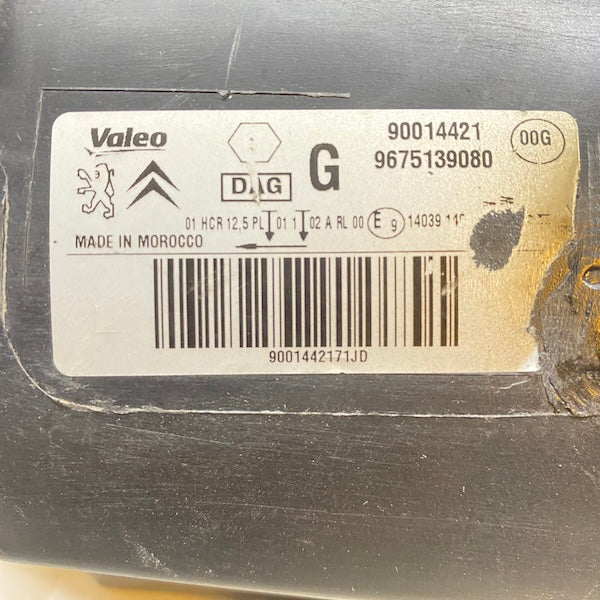 Valeo
DAG
G
90014421
9675139080
00G
01 HCR 12,5 PL 01 1 02 A RL 00 E 9 14039
MADE IN MOROCCO
9001442171JD